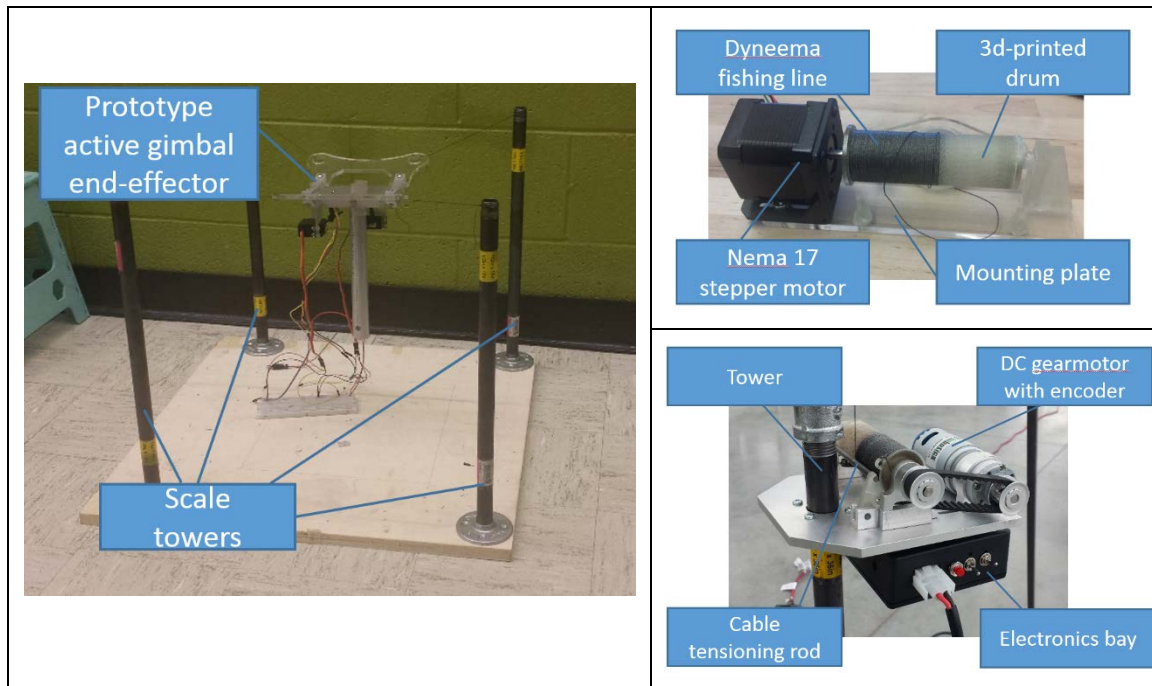 Prototype
active gimbal
end-effector
Scale
towers
Dyneema
fishing line
3d-printed
drum
Nema 17
stepper motor
Mounting plate
Tower
DC gearmotor
with encoder
Cable
tensioning rod
Electronics bay